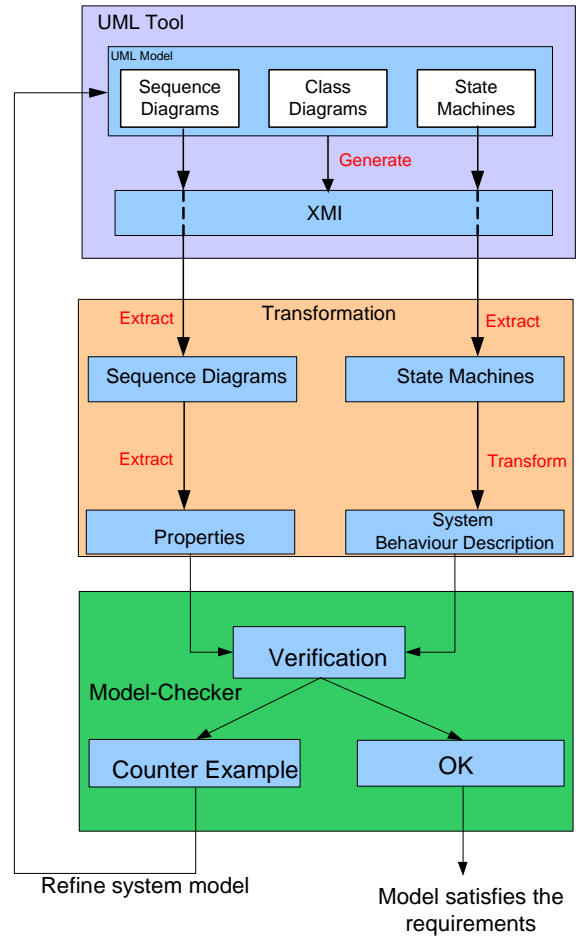 UML Tool
UML Model
Sequence
Diagrams
Class
Diagrams
State
Machines
Generate
XMI
Transformation
Extract
Extract
Sequence Diagrams
State Machines
Extract
Transform
Properties
System
Behaviour Description
Verification
Model-Checker
Counter Example
OK
Refine system model
Model satisfies the
requirements